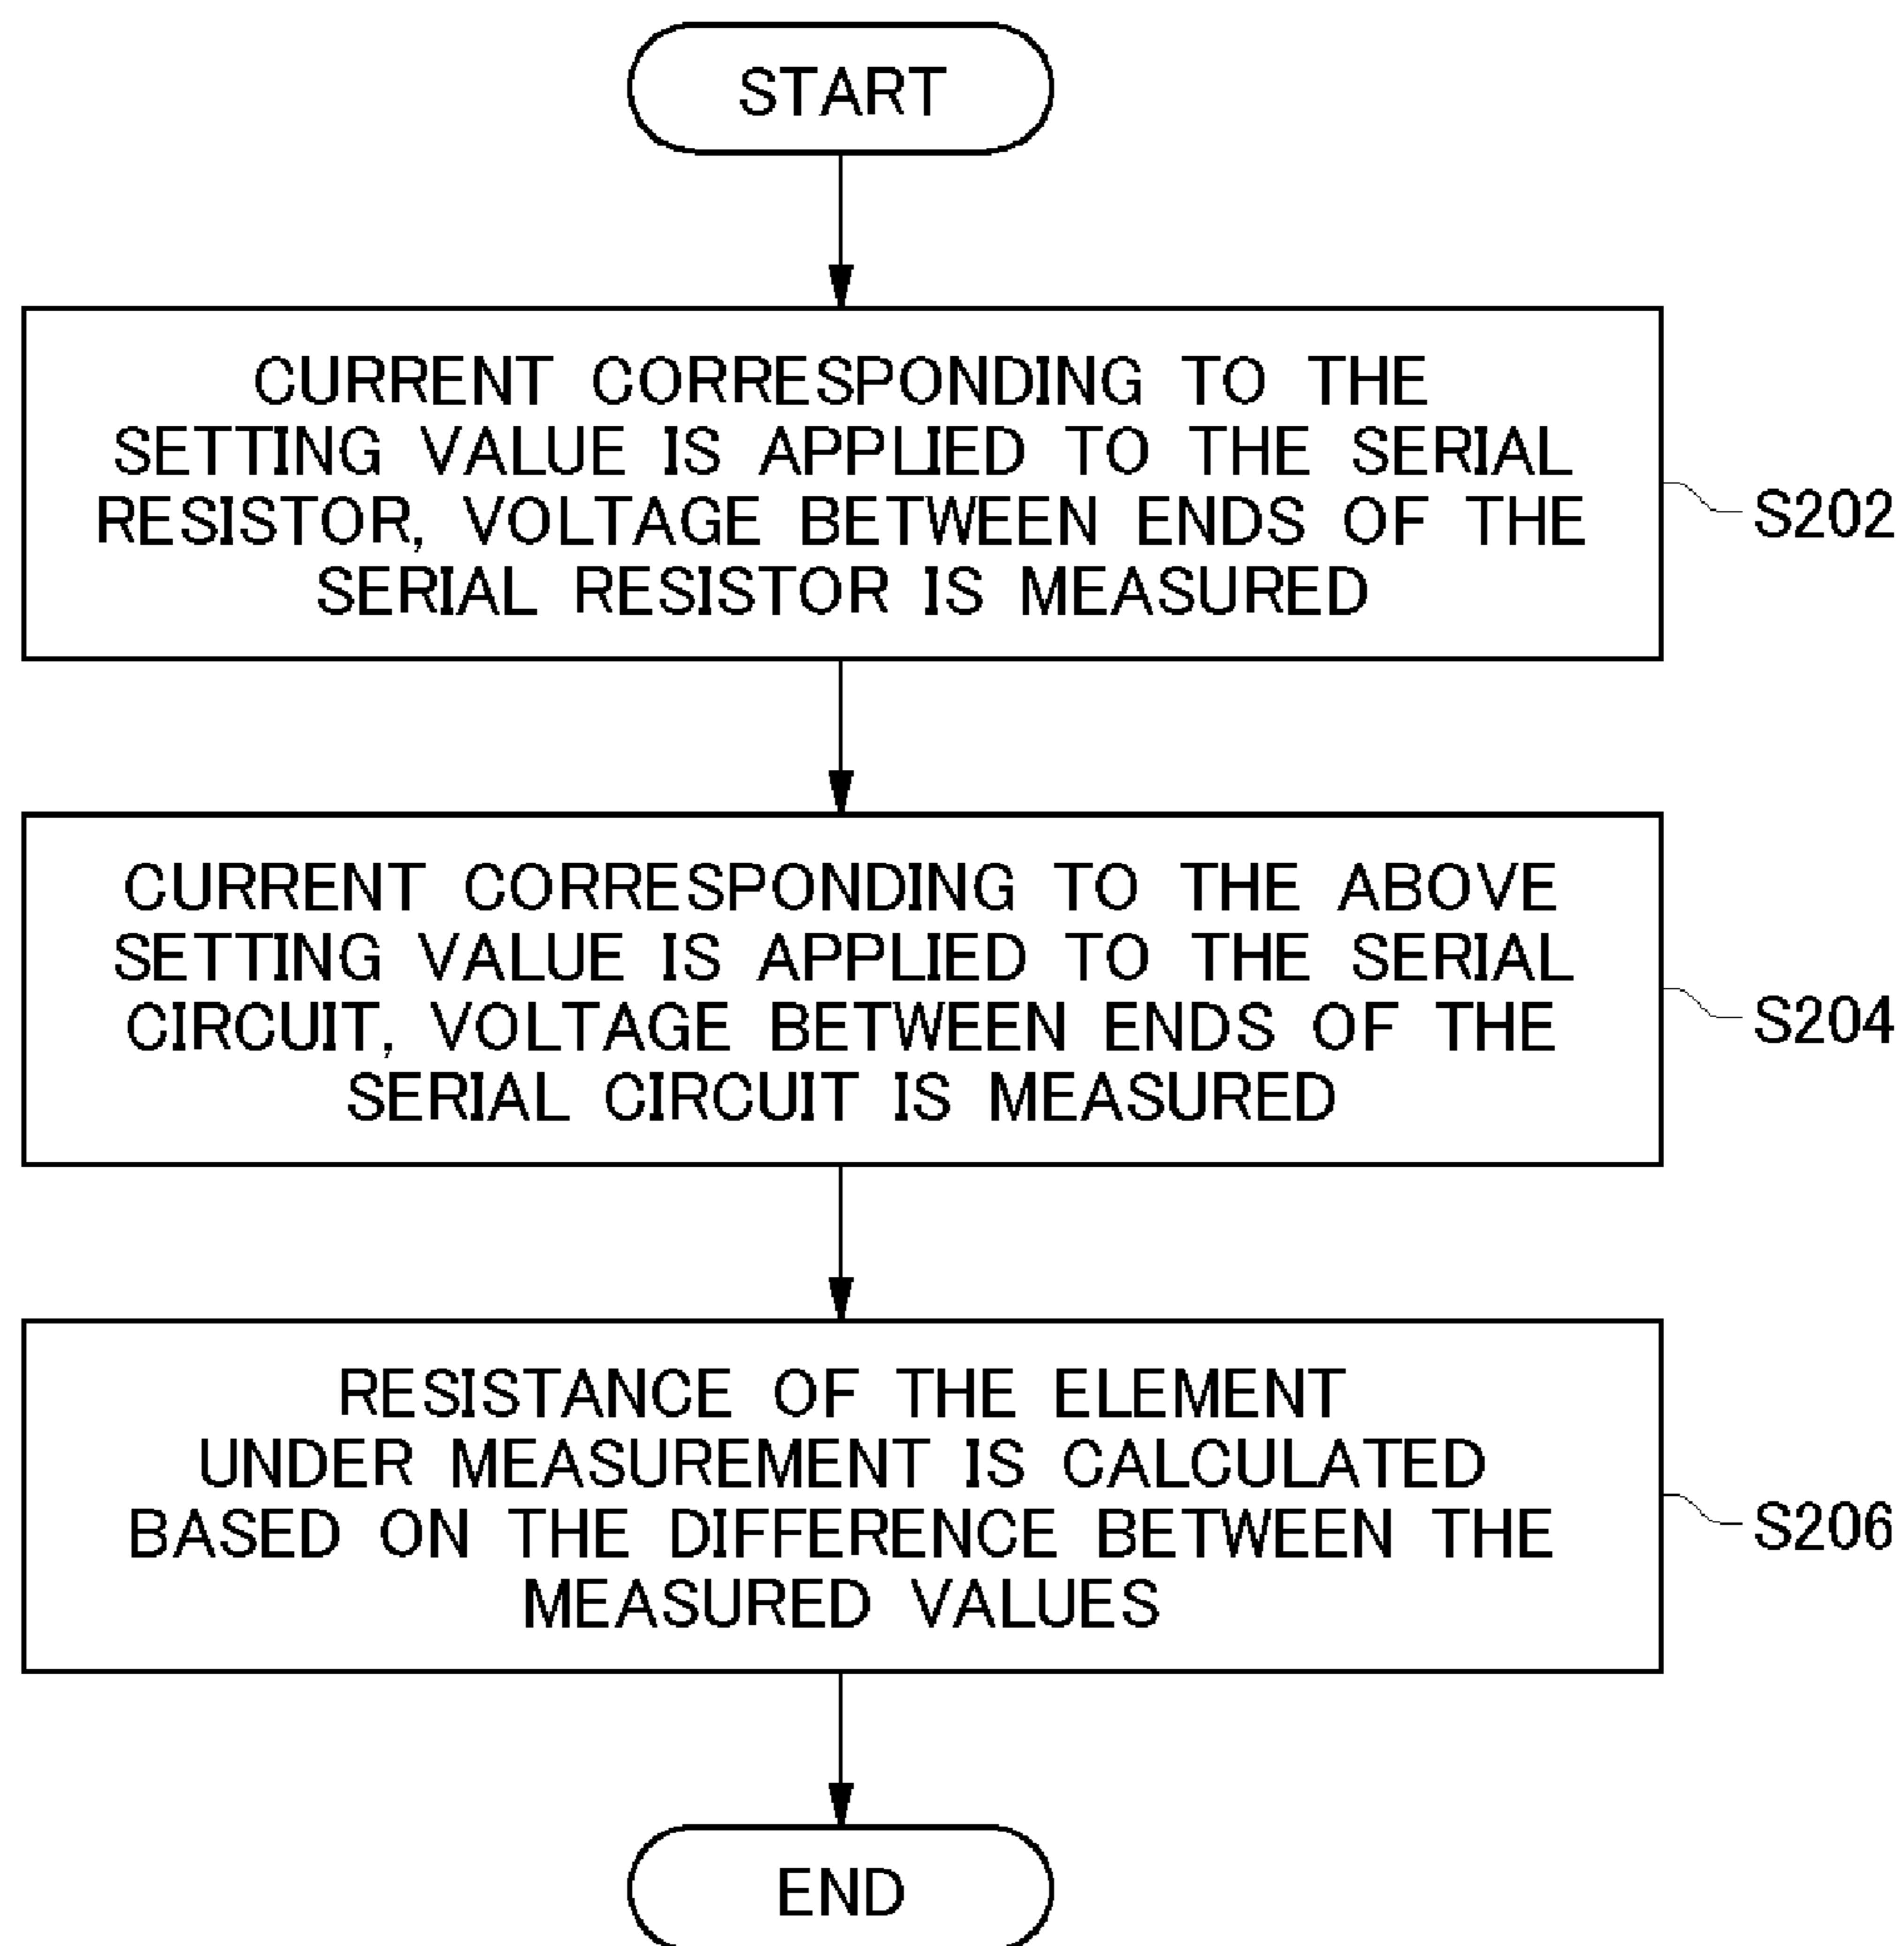 START
CURRENT CORRESPONDING TO THE
SETTING VALUE IS APPLIED TO THE SERIAL
RESISTOR, VOLTAGE BETWEEN ENDS OF THE
SERIAL RESISTOR IS MEASURED
S202
CURRENT CORRESPONDING TO THE ABOVE
SETTING VALUE IS APPLIED TO THE SERIAL
CIRCUIT, VOLTAGE BETWEEN ENDS OF THE
SERIAL CIRCUIT IS MEASURED
S204
RESISTANCE OF THE ELEMENT
UNDER MEASUREMENT IS CALCULATED
BASED ON THE DIFFERENCE BETWEEN THE
MEASURED VALUES
S206
END